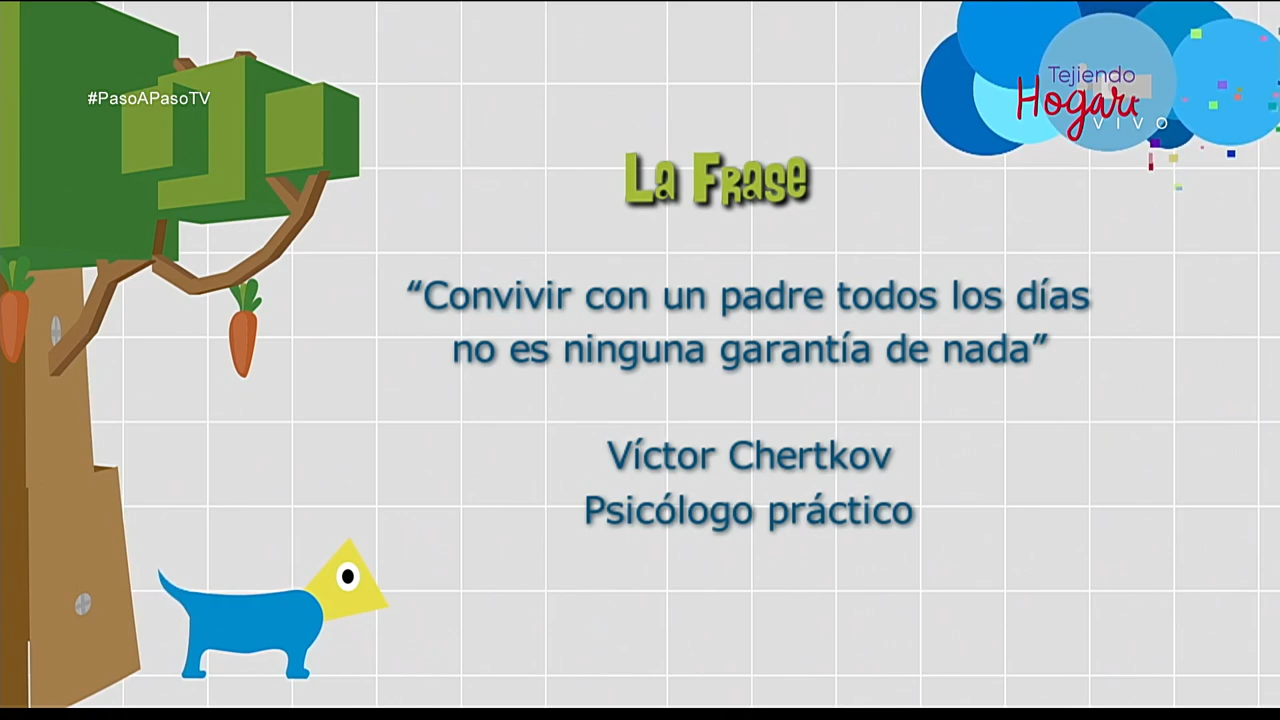 #PasoAPasoTV
Tejiendo
Hogar
VIVO
La Frase
“Convivir con un padre todos los días
no es ninguna garantía de nada”
Víctor Chertkov
Psicólogo práctico